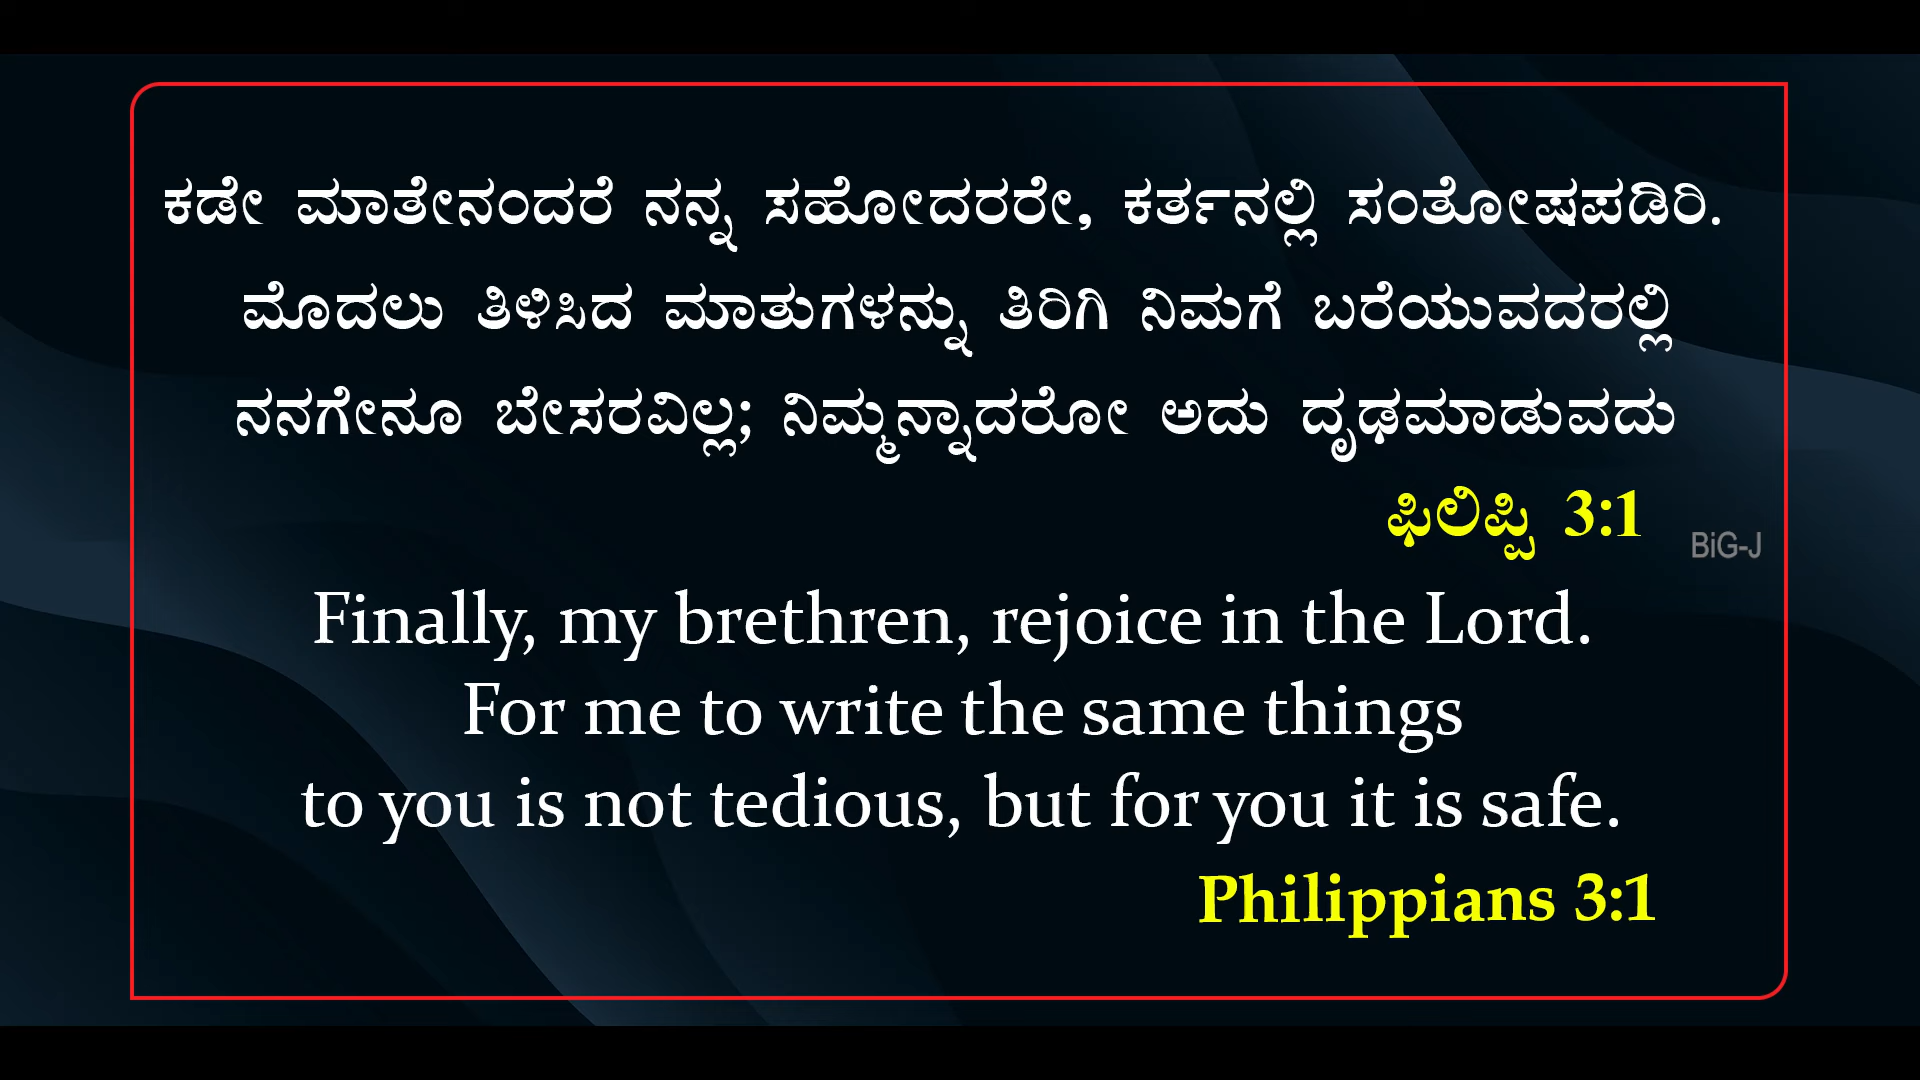 ಕಡೇ ಮಾತೇನಂದರೆ ನನ್ನ ಸಹೋದರರೇ, ಕರ್ತನಲ್ಲಿ ಸಂತೋಷಪಡಿರಿ.
ಮೊದಲು ತಿಳಿಸಿದ ಮಾತುಗಳನ್ನು ತಿರಿಗಿ ನಿಮಗೆ ಬರೆಯುವದರಲ್ಲಿ
ನನಗೇನೂ ಬೇಸರವಿಲ್ಲ; ನಿಮ್ಮನ್ನಾದರೋ ಅದು ದೃಢಮಾಡುವದು
ಫಿಲಿಪ್ಪಿ 3:1
BiG-J
Finally, my brethren, rejoice in the Lord.
For me to write the same things
to you is not tedious, but for you it is safe.
Philippians 3:1